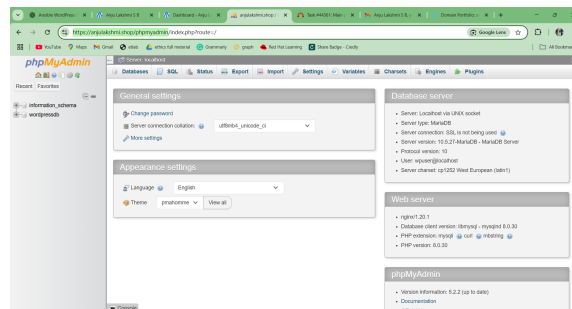 Ansible WordPress
Anju Lakshmi S B
Dashboard - Anju L
anjulakshmi.shop /
Task #44361: Main
Anju Lakshmi S B,
Domain Portfolio
https://anjulakshmi.shop/phpmyadmin/index.php?route=/
Google Lens
YouTube
Maps
Gmail
ethics full material
Grammarly
graph
Red Hat Learning
Share Badge - Credly
All Bookma
phpMyAdmin
Recent Favorites
information_schema
wordpressdb
Server: localhost
Databases SQL Status Export Import Settings Variables Charsets Engines Plugins
General settings
Change password
Server connection collation: utf8mb4_unicode_ci
More settings
Appearance settings
Language English
Theme pmahomme View all
Console
Database server
Server: Localhost via UNIX socket
Server type: MariaDB
Server connection: SSL is not being used
Server version: 10.5.27-MariaDB - MariaDB Server
Protocol version: 10
User: wpuser@localhost
Server charset: cp1252 West European (latin1)
Web server
nginx/1.20.1
Database client version: libmysql - mysqlnd 8.0.30
PHP extension: mysqli curl mbstring
PHP version: 8.0.30
phpMyAdmin
Version information: 5.2.2 (up to date)
Documentation